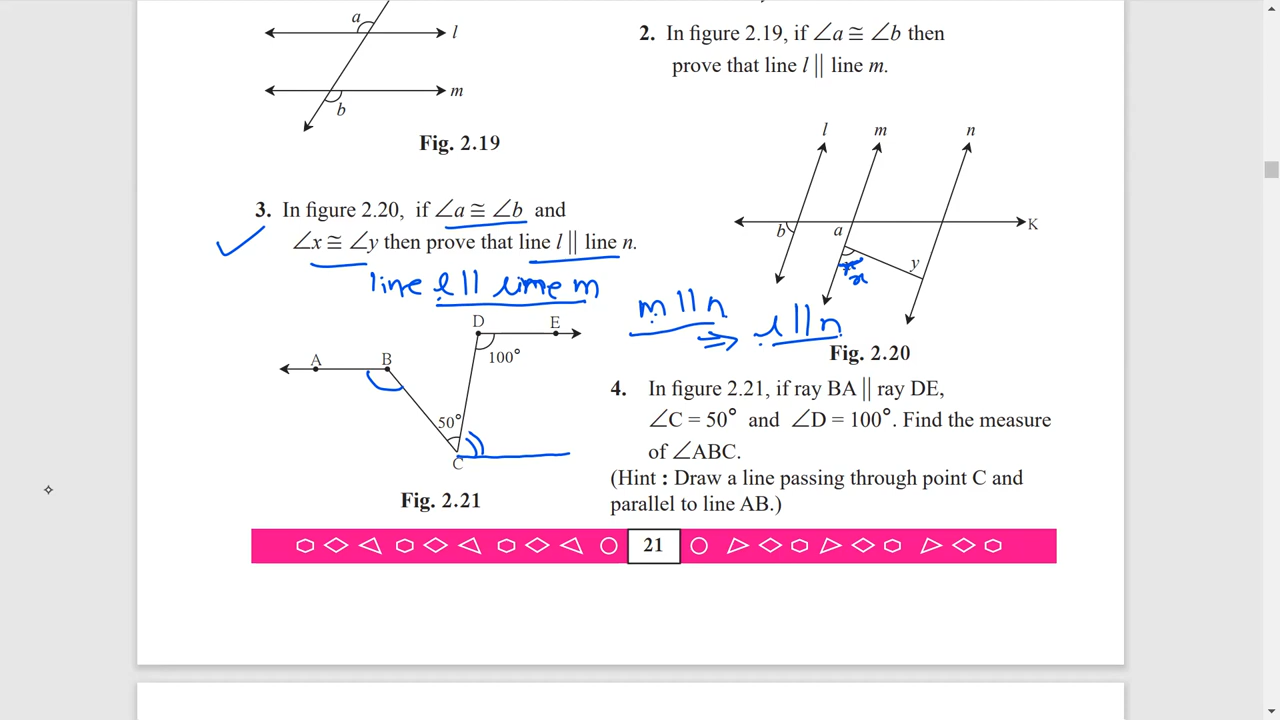 a
l
m
b
Fig. 2.19
2. In figure 2.19, if ∠a ≅ ∠b then
prove that line l || line m.
l m n
K
b a
y
x
Fig. 2.20
3. In figure 2.20, if ∠a ≅ ∠b and
∠x ≅ ∠y then prove that line l || line n.
line l || line m
m || n
⇒ l || n
D E
100°
A B
50°
C
Fig. 2.21
4. In figure 2.21, if ray BA || ray DE,
∠C = 50° and ∠D = 100°. Find the measure
of ∠ABC.
(Hint : Draw a line passing through point C and
parallel to line AB.)
21